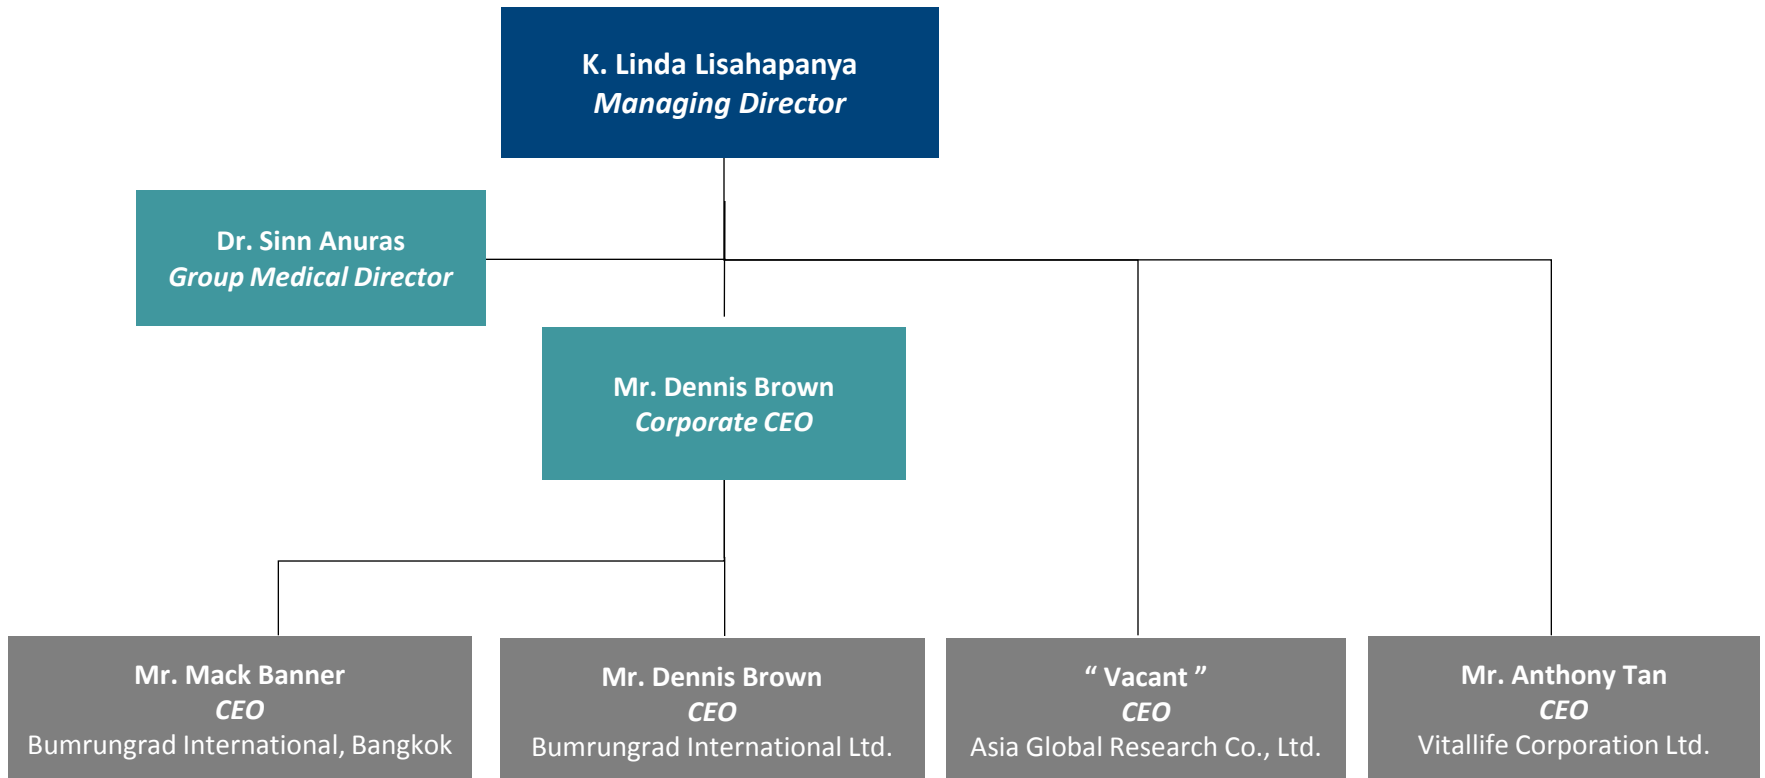 K. Linda Lisahapanya
Managing Director
Dr. Sinn Anuras
Group Medical Director
Mr. Dennis Brown
Corporate CEO
Mr. Mack Banner
CEO
Bumrungrad International, Bangkok
Mr. Dennis Brown
CEO
Bumrungrad International Ltd.
“ Vacant ”
CEO
Asia Global Research Co., Ltd.
Mr. Anthony Tan
CEO
Vitallife Corporation Ltd.